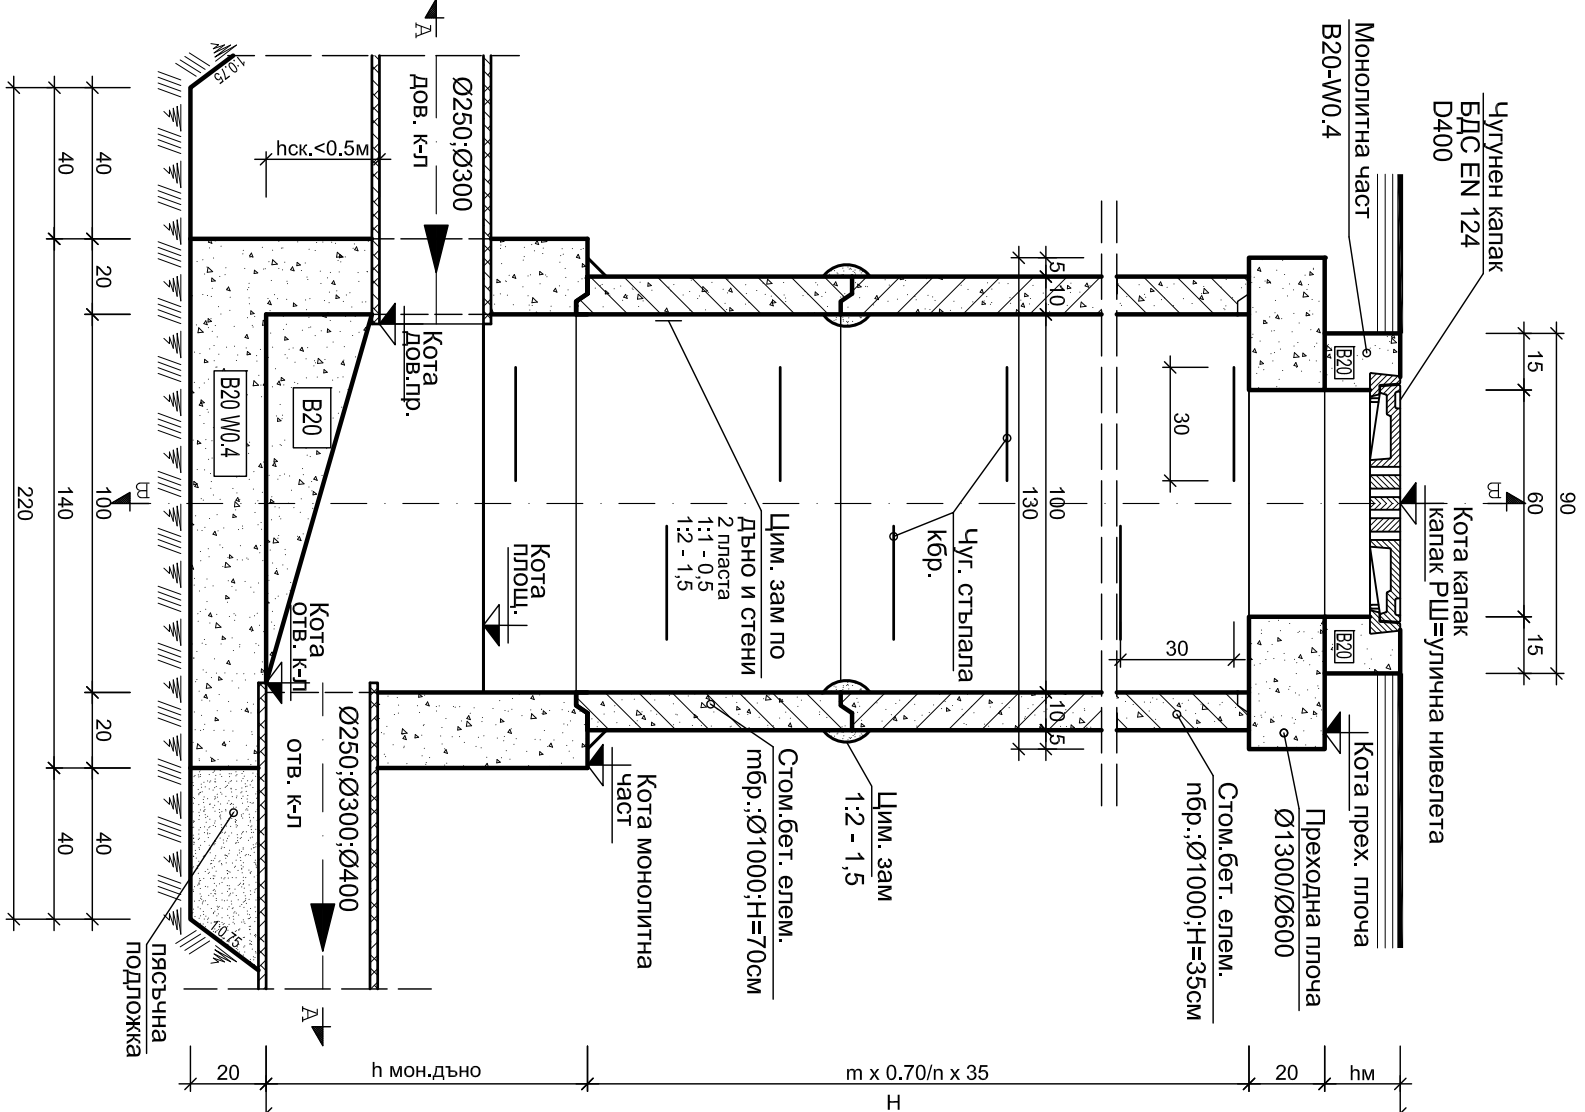 Чугунен капак
БДС EN 124
D400
Монолитна част
B20-W0.4
90
15
60
15
B20
B20
Кота капак
капак РШ=улична нивелета
Кота прех. плоча
Преходна плоча
Ø1300/Ø600
Стом.бет. елем.
nбр.;Ø1000;H=35см
30
30
5
10
100
130
10
5
Чуг. стъпала
кбр.
Цим. зам
1:2 - 1,5
Цим. зам по
дъно и стени
2 пласта
1:1 - 0,5
1:2 - 1,5
Стом.бет. елем.
mбр.;Ø1000;H=70см
Кота монолитна
част
Кота
площ.
Ø250;Ø300
дов. к-л
A
Кота
дов.пр.
hск.<0.5м
Кота
отв. к-л
Ø250;Ø300;Ø400
отв. к-л
A
B20
B20 W0.4
1:0.75
1:0.75
пясъчна
подложка
B
B
40
20
100
20
40
40
140
40
220
20
h мон.дъно
m x 0.70/n x 35
20
hм
H